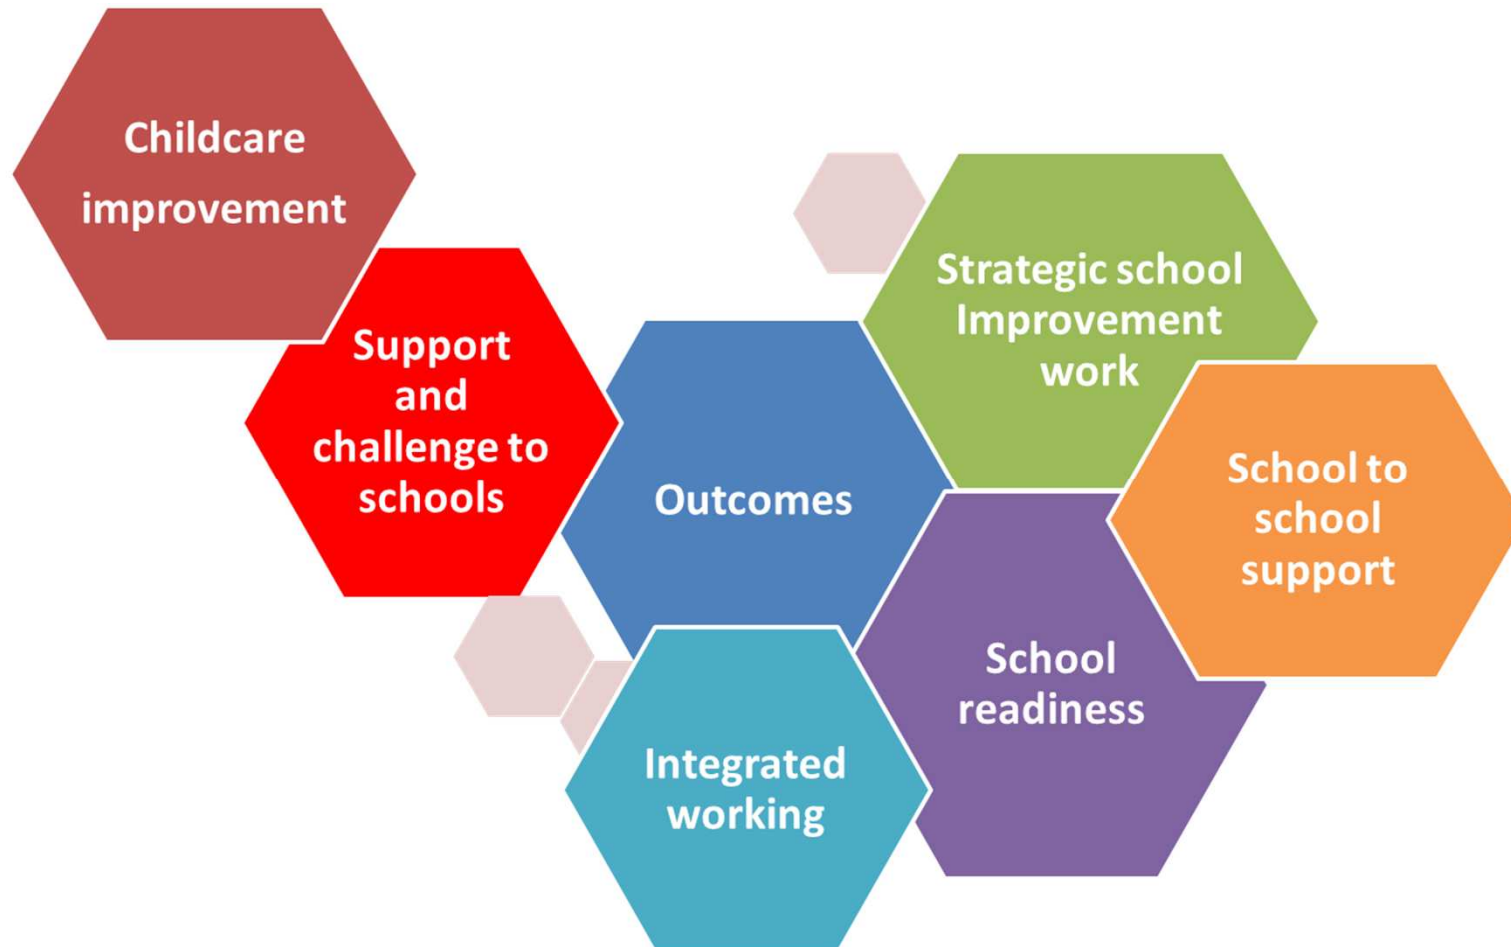 Childcare
improvement
Support
and
challenge to
schools
Outcomes
Strategic school
Improvement
work
School to
school
support
School
readiness
Integrated
working